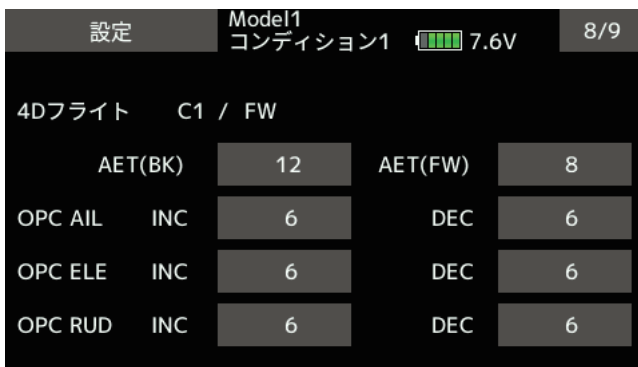 設定 Model1 8/9
コンディション1 7.6V
4Dフライト C1 / FW
AET(BK) 12 AET(FW) 8
OPC AIL INC 6 DEC 6
OPC ELE INC 6 DEC 6
OPC RUD INC 6 DEC 6